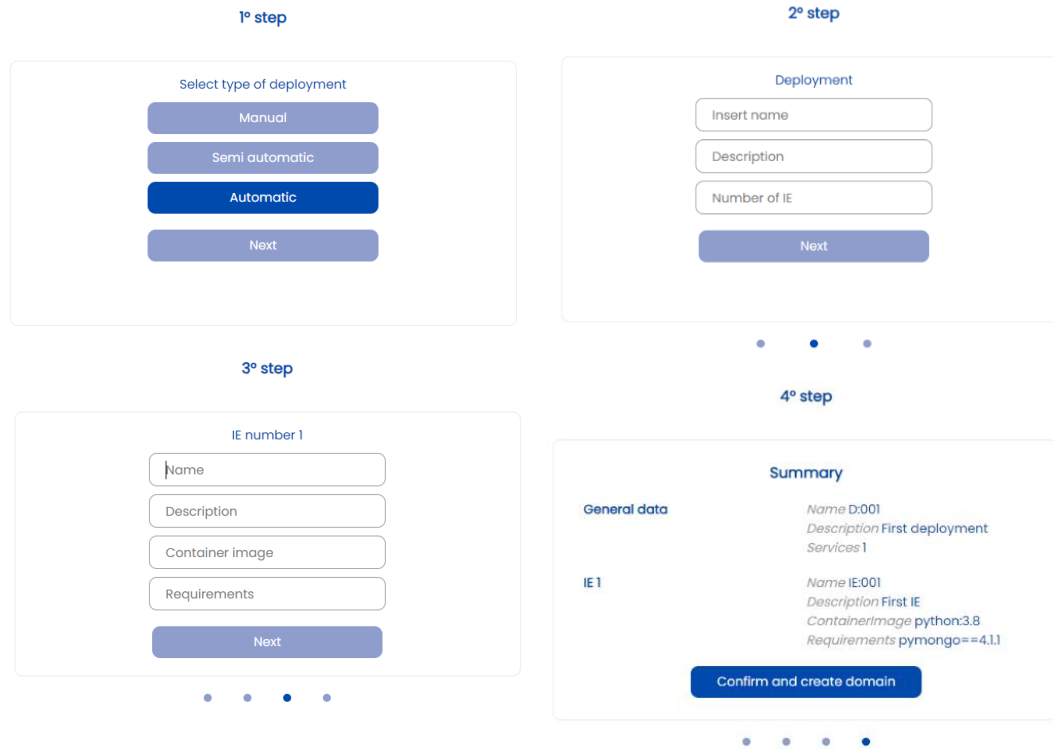 1º step
Select type of deployment
Manual
Semi automatic
Automatic
Next
2º step
Deployment
Insert name
Description
Number of IE
Next
3º step
IE number 1
Name
Description
Container image
Requirements
Next
4º step
Summary
General data
Name D:001
Description First deployment
Services 1
IE 1
Name IE:001
Description First IE
ContainerImage python:3.8
Requirements pymongo==4.1.1
Confirm and create domain